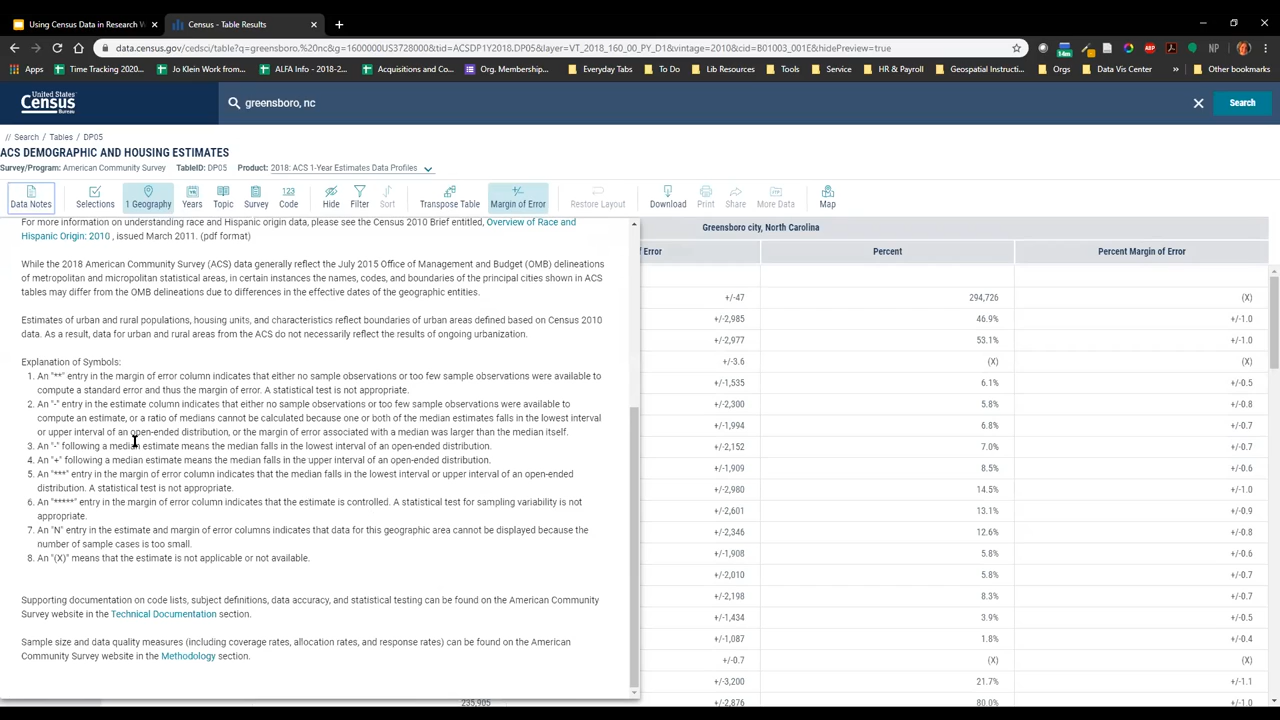 Using Census Data in Research W
Census - Table Results
data.census.gov/cedsci/table?q=greensboro.%20nc&g=1600000US3728000&tid=ACSDP1Y2018.DP05&layer=VT_2018_160_00_PY_D1&vintage=2010&cid=B01003_001E&hidePreview=true
NP
Apps
Time Tracking 2020...
Jo Klein Work from...
ALFA Info - 2018-2...
Acquisitions and Co...
Org. Membership...
Everyday Tabs
To Do
Lib Resources
Tools
Service
HR & Payroll
Geospatial Instructi...
Orgs
Data Vis Center
»
Other bookmarks
United States®
Census
Bureau
greensboro, nc
Search
// Search / Tables / DP05
ACS DEMOGRAPHIC AND HOUSING ESTIMATES
Survey/Program: American Community Survey TableID: DP05 Product: 2018: ACS 1-Year Estimates Data Profiles
Data Notes
Selections
1 Geography
Years
Topic
Survey
123
Code
Hide
Filter
Sort
Transpose Table
Margin of Error
Restore Layout
Download
Print
Share
More Data
Map
For more information on understanding race and Hispanic origin data, please see the Census 2010 Brief entitled, Overview of Race and
Hispanic Origin: 2010 , issued March 2011. (pdf format)
While the 2018 American Community Survey (ACS) data generally reflect the July 2015 Office of Management and Budget (OMB) delineations
of metropolitan and micropolitan statistical areas, in certain instances the names, codes, and boundaries of the principal cities shown in ACS
tables may differ from the OMB delineations due to differences in the effective dates of the geographic entities.
Estimates of urban and rural populations, housing units, and characteristics reflect boundaries of urban areas defined based on Census 2010
data. As a result, data for urban and rural areas from the ACS do not necessarily reflect the results of ongoing urbanization.
Explanation of Symbols:
1. An "**" entry in the margin of error column indicates that either no sample observations or too few sample observations were available to
compute a standard error and thus the margin of error. A statistical test is not appropriate.
2. An "-" entry in the estimate column indicates that either no sample observations or too few sample observations were available to
compute an estimate, or a ratio of medians cannot be calculated because one or both of the median estimates falls in the lowest interval
or upper interval of an open-ended distribution, or the margin of error associated with a median was larger than the median itself.
3. An "-" following a median estimate means the median falls in the lowest interval of an open-ended distribution.
4. An "+" following a median estimate means the median falls in the upper interval of an open-ended distribution.
5. An "***" entry in the margin of error column indicates that the median falls in the lowest interval or upper interval of an open-ended
distribution. A statistical test is not appropriate.
6. An "*****" entry in the margin of error column indicates that the estimate is controlled. A statistical test for sampling variability is not
appropriate.
7. An "N" entry in the estimate and margin of error columns indicates that data for this geographic area cannot be displayed because the
number of sample cases is too small.
8. An "(X)" means that the estimate is not applicable or not available.
Supporting documentation on code lists, subject definitions, data accuracy, and statistical testing can be found on the American Community
Survey website in the Technical Documentation section.
Sample size and data quality measures (including coverage rates, allocation rates, and response rates) can be found on the American
Community Survey website in the Methodology section.
Greensboro city, North Carolina
of Error Percent Percent Margin of Error
+/-47 294,726 (X)
+/-2,985 46.9% +/-1.0
+/-2,977 53.1% +/-1.0
+/-3.6 (X) (X)
+/-1,535 6.1% +/-0.5
+/-2,300 5.8% +/-0.8
+/-1,994 6.8% +/-0.7
+/-2,152 7.0% +/-0.7
+/-1,909 8.5% +/-0.6
+/-2,980 14.5% +/-1.0
+/-2,601 13.1% +/-0.9
+/-2,346 12.6% +/-0.8
+/-1,908 5.8% +/-0.6
+/-2,010 5.8% +/-0.7
+/-2,198 8.3% +/-0.7
+/-1,434 3.9% +/-0.5
+/-1,087 1.8% +/-0.4
+/-0.7 (X) (X)
+/-3,200 21.7% +/-1.1
235,905 +/-2,876 80.0% +/-1.0